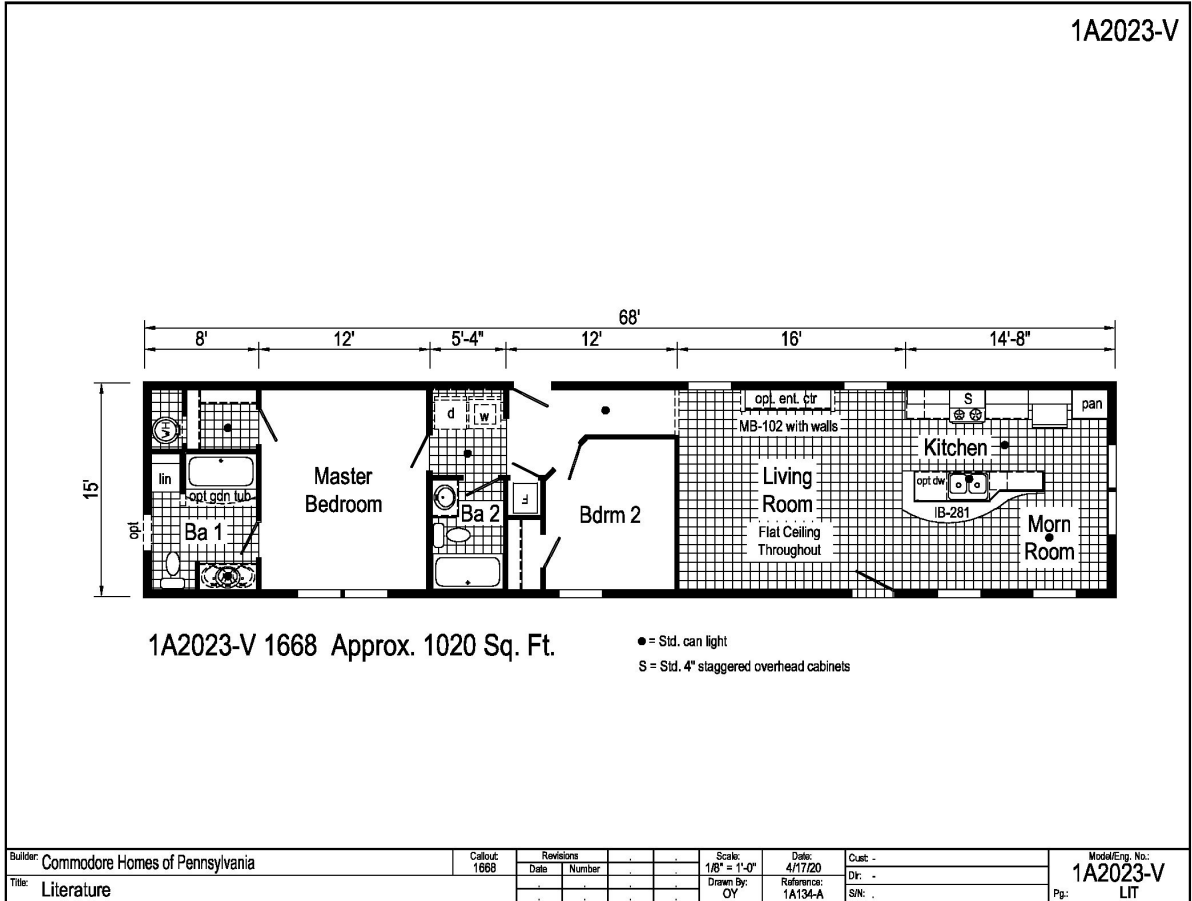 1A2023-V
68'
8'
12'
5'-4"
12'
16'
14'-8"
15'
WH
lin
opt gdn tub
opt
Ba 1
Master
Bedroom
d
w
Ba 2
F
Bdrm 2
opt. ent. ctr
MB-102 with walls
Living
Room
Flat Ceiling
Throughout
S
pan
Kitchen
opt dw
IB-281
Morn
Room
1A2023-V 1668 Approx. 1020 Sq. Ft.
● = Std. can light
S = Std. 4" staggered overhead cabinets
Builder: Commodore Homes of Pennsylvania
Title: Literature
Callout:
1668
Revisions
Date Number
Scale:
1/8" = 1'-0"
Drawn By:
OY
Date:
4/17/20
Reference:
1A134-A
Cust: -
Dir: -
S/N: .
Model/Eng. No.:
1A2023-V
Pg.: LIT